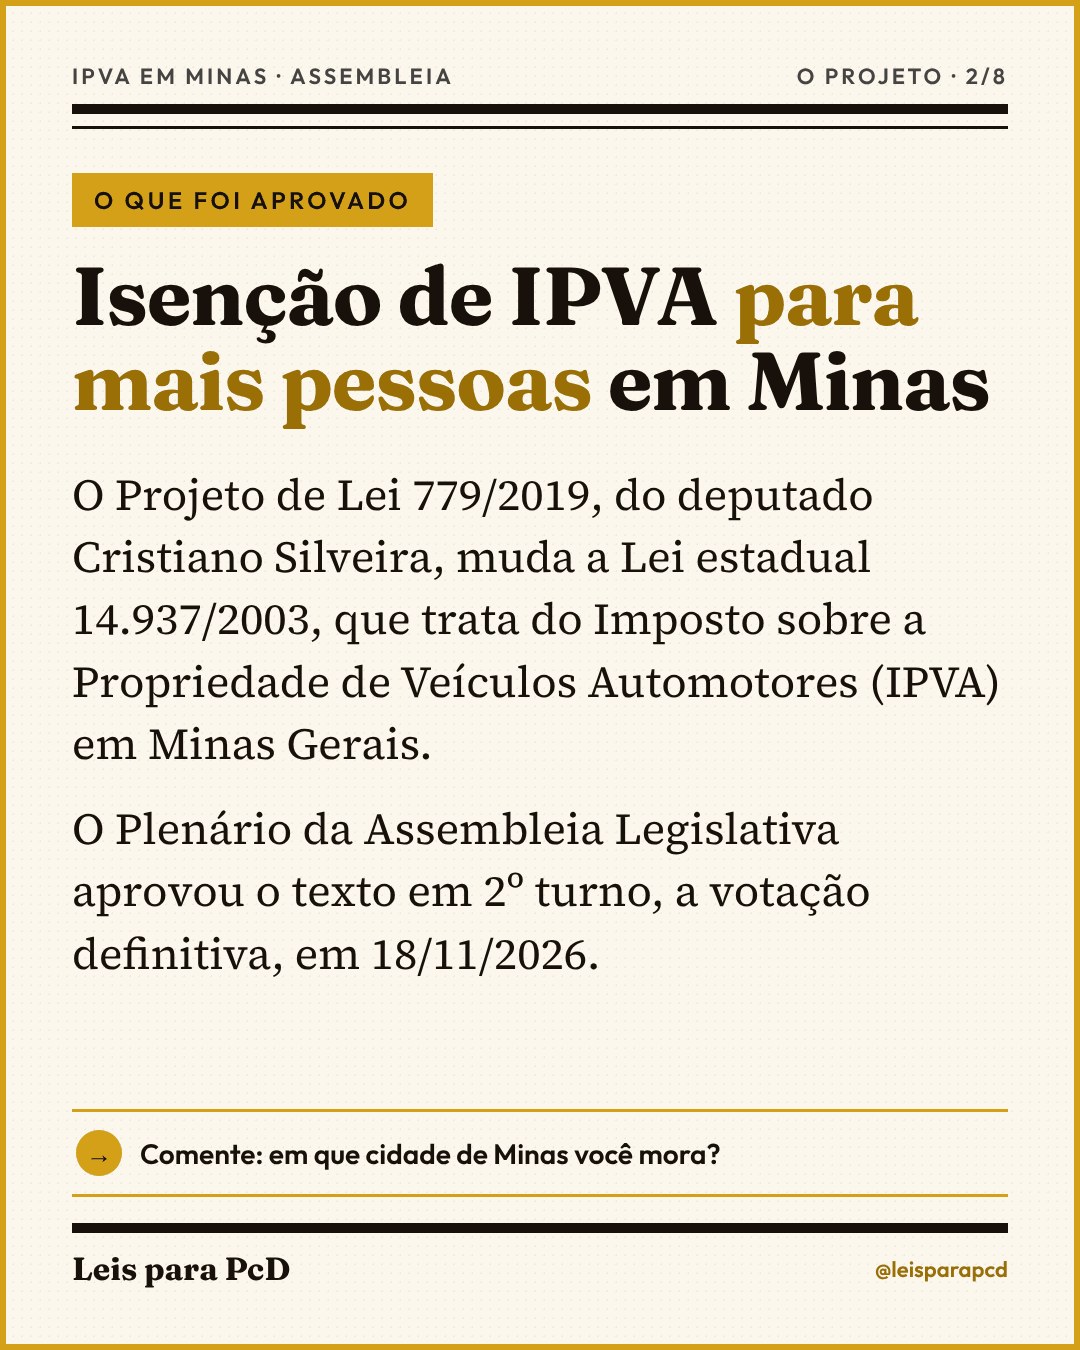 IPVA EM MINAS · ASSEMBLEIA
O PROJETO · 2/8
O QUE FOI APROVADO
Isenção de IPVA para
mais pessoas em Minas
O Projeto de Lei 779/2019, do deputado
Cristiano Silveira, muda a Lei estadual
14.937/2003, que trata do Imposto sobre a
Propriedade de Veículos Automotores (IPVA)
em Minas Gerais.
O Plenário da Assembleia Legislativa
aprovou o texto em 2º turno, a votação
definitiva, em 18/11/2026.
→ Comente: em que cidade de Minas você mora?
Leis para PcD
@leisparapcd